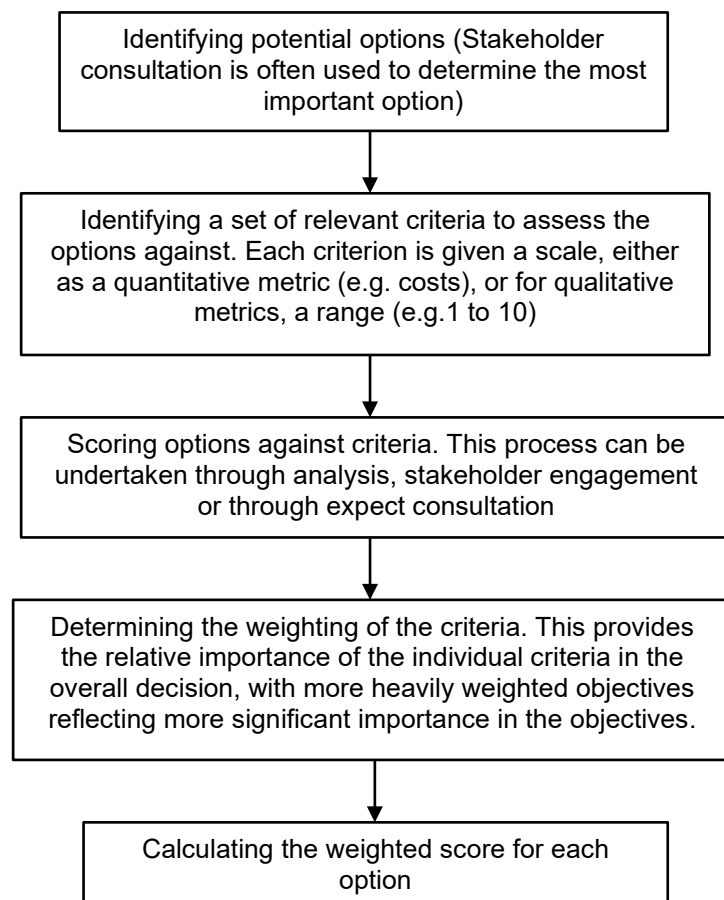 Identifying potential options (Stakeholder
consultation is often used to determine the most
important option)
Identifying a set of relevant criteria to assess the
options against. Each criterion is given a scale, either
as a quantitative metric (e.g. costs), or for qualitative
metrics, a range (e.g.1 to 10)
Scoring options against criteria. This process can be
undertaken through analysis, stakeholder engagement
or through expect consultation
Determining the weighting of the criteria. This provides
the relative importance of the individual criteria in the
overall decision, with more heavily weighted objectives
reflecting more significant importance in the objectives.
Calculating the weighted score for each
option